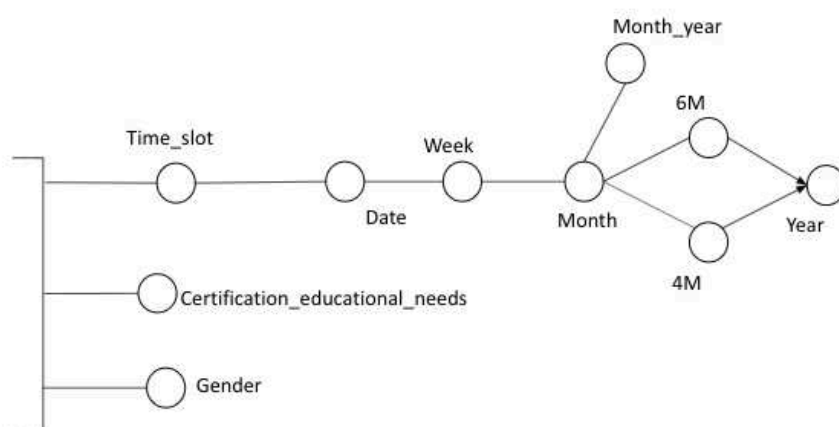 Month_year
6M
Time_slot
Week
Date
Month
Year
4M
Certification_educational_needs
Gender